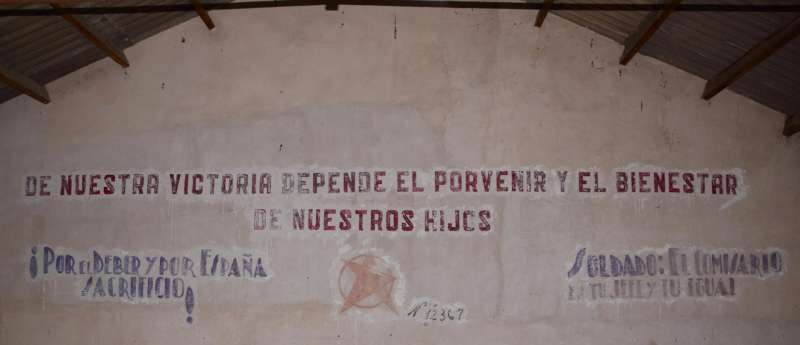 DE NUESTRA VICTORIA DEPENDE EL PORVENIR Y EL BIENESTAR
DE NUESTROS HIJOS
¡POR EL DEBER Y POR ESPAÑA
SACRIFICIO!
SOLDADO: EL COMISARIO
ES TU JEFE Y TU IGUAL
Nº 12367